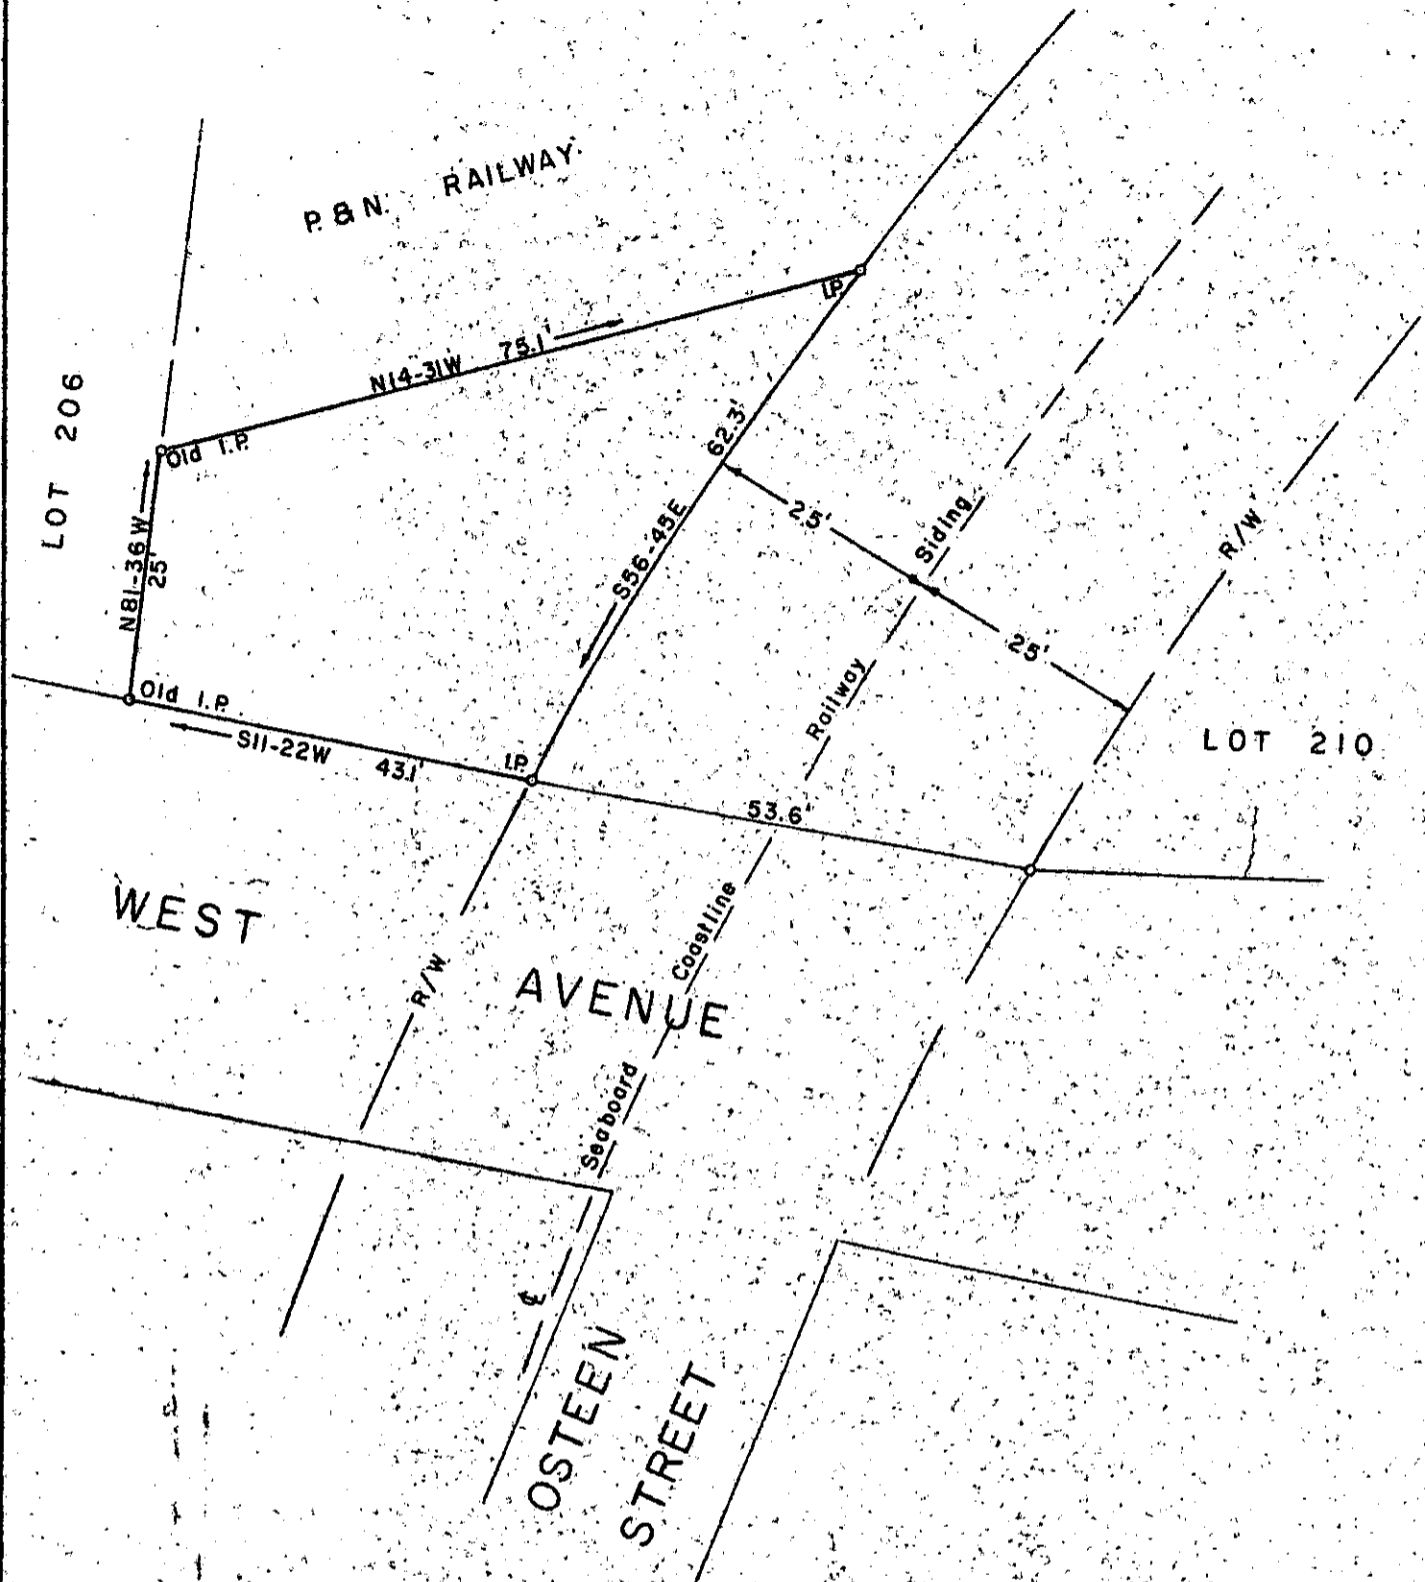 P. & N. RAILWAY.
I.P.
N14-31W 75.1'
LOT 206
Old I.P.
62.3'
N81-36W
25'
S56-45E
25'
Siding
R/W
25'
Railway
Old I.P.
S11-22W 43.1'
I.P.
LOT 210
53.6'
WEST AVENUE
Coastline
R/W
Seaboard
℄
OSTEEN
STREET